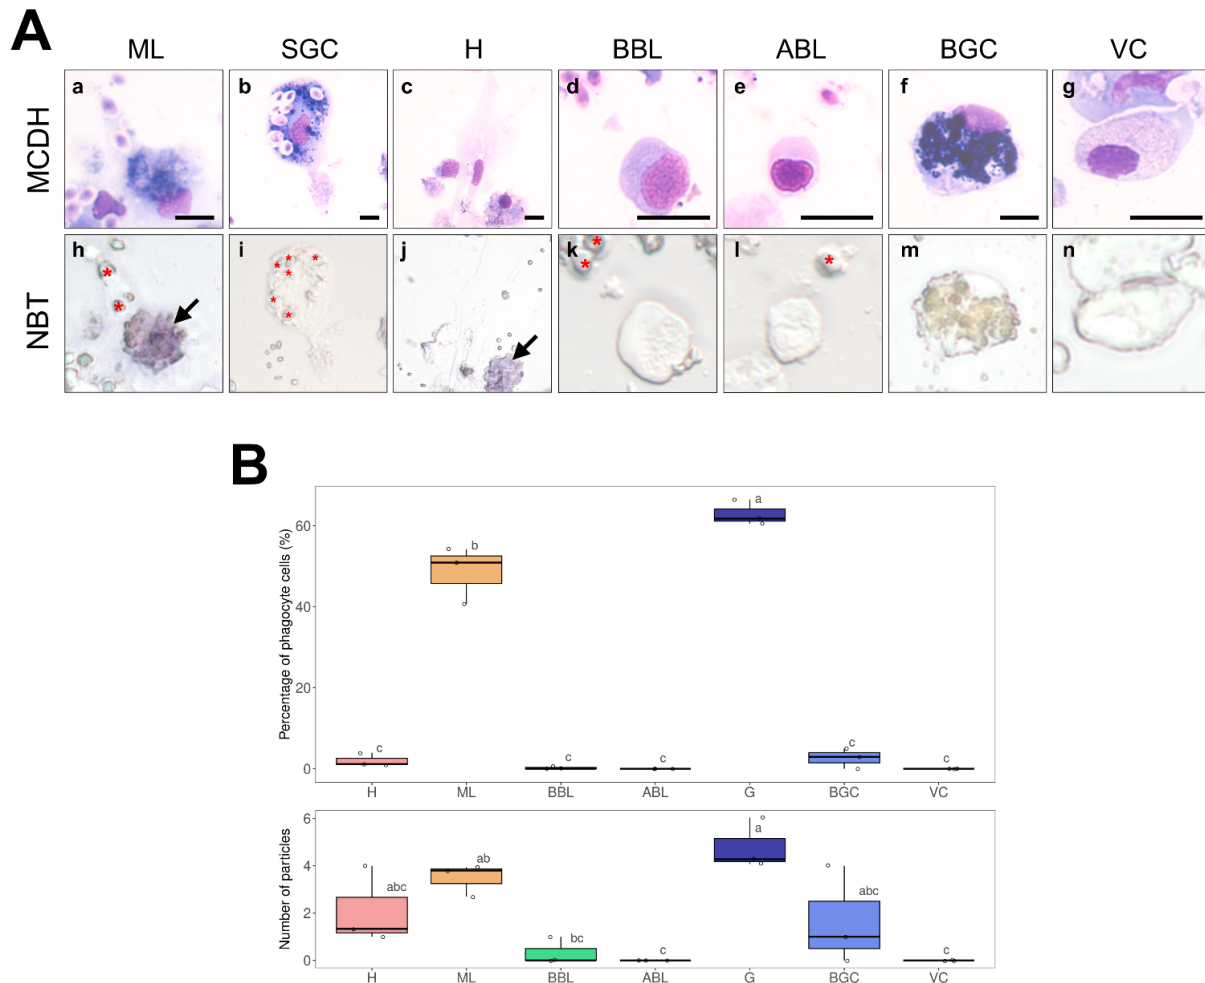 A
ML SGC H BBL ABL BGC VC
MCDH
a b c d e f g
NBT
h i j k l m n
* * * * * * * * * * *
B
Percentage of phagocyte cells (%)
60
40
20
0
c b c c a c c
H ML BBL ABL G BGC VC
Number of particles
6
4
2
0
abc ab bc c a abc c
H ML BBL ABL G BGC VC